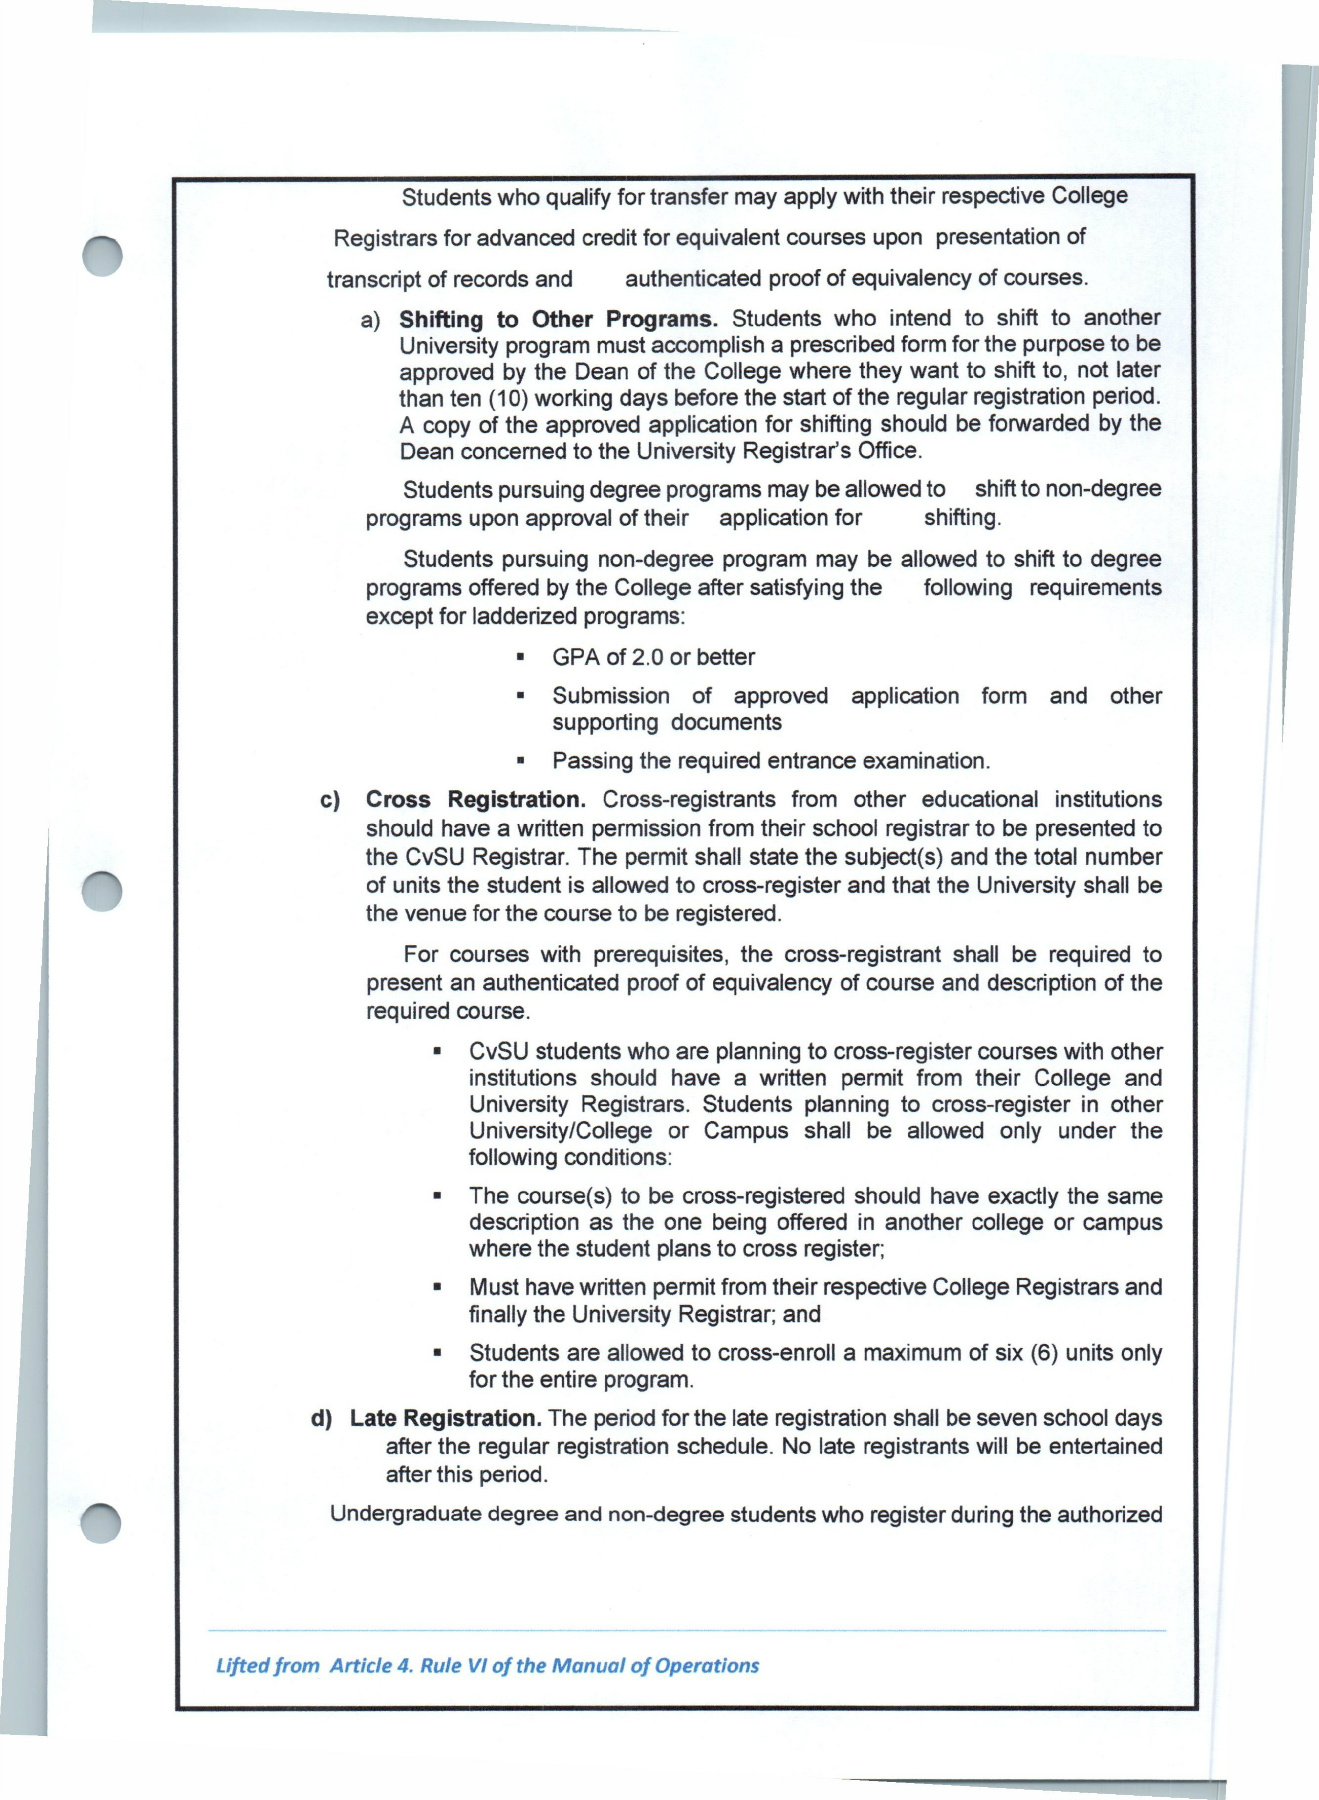 Students who qualify for transfer may apply with their respective College
Registrars for advanced credit for equivalent courses upon presentation of
transcript of records and authenticated proof of equivalency of courses.
a) Shifting to Other Programs. Students who intend to shift to another
University program must accomplish a prescribed form for the purpose to be
approved by the Dean of the College where they want to shift to, not later
than ten (10) working days before the start of the regular registration period.
A copy of the approved application for shifting should be forwarded by the
Dean concerned to the University Registrar's Office.
Students pursuing degree programs may be allowed to shift to non-degree
programs upon approval of their application for shifting.
Students pursuing non-degree program may be allowed to shift to degree
programs offered by the College after satisfying the following requirements
except for ladderized programs:
▪ GPA of 2.0 or better
▪ Submission of approved application form and other
supporting documents
▪ Passing the required entrance examination.
c) Cross Registration. Cross-registrants from other educational institutions
should have a written permission from their school registrar to be presented to
the CvSU Registrar. The permit shall state the subject(s) and the total number
of units the student is allowed to cross-register and that the University shall be
the venue for the course to be registered.
For courses with prerequisites, the cross-registrant shall be required to
present an authenticated proof of equivalency of course and description of the
required course.
▪ CvSU students who are planning to cross-register courses with other
institutions should have a written permit from their College and
University Registrars. Students planning to cross-register in other
University/College or Campus shall be allowed only under the
following conditions:
▪ The course(s) to be cross-registered should have exactly the same
description as the one being offered in another college or campus
where the student plans to cross register;
▪ Must have written permit from their respective College Registrars and
finally the University Registrar; and
▪ Students are allowed to cross-enroll a maximum of six (6) units only
for the entire program.
d) Late Registration. The period for the late registration shall be seven school days
after the regular registration schedule. No late registrants will be entertained
after this period.
Undergraduate degree and non-degree students who register during the authorized
Lifted from Article 4. Rule VI of the Manual of Operations